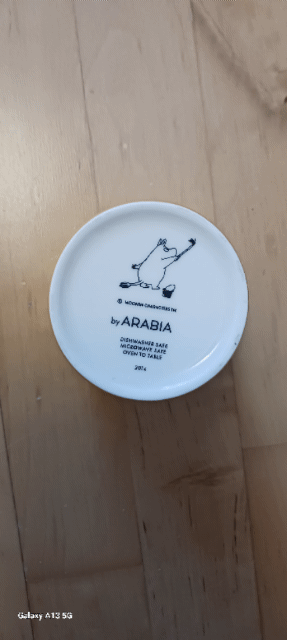 © MOOMIN CHARACTERS™
by ARABIA
DISHWASHER SAFE
MICROWAVE SAFE
OVEN TO TABLE
2014
Galaxy A13 5G